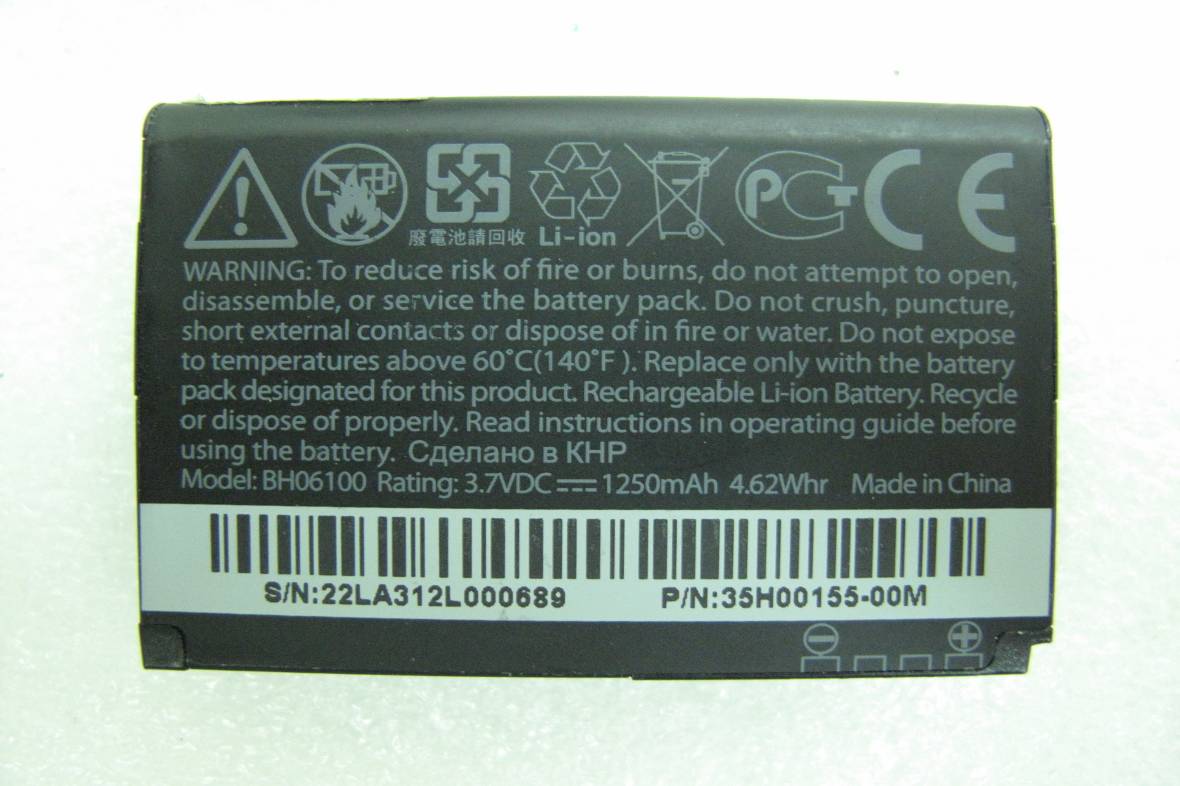 廢電池請回收 Li-ion PCT CE
WARNING: To reduce risk of fire or burns, do not attempt to open,
disassemble, or service the battery pack. Do not crush, puncture,
short external contacts or dispose of in fire or water. Do not expose
to temperatures above 60°C(140°F ). Replace only with the battery
pack designated for this product. Rechargeable Li-ion Battery. Recycle
or dispose of properly. Read instructions in operating guide before
using the battery. Сделано в КНР
Model: BH06100 Rating: 3.7VDC⎓1250mAh 4.62Whr Made in China
S/N:22LA312L000689 P/N:35H00155-00M